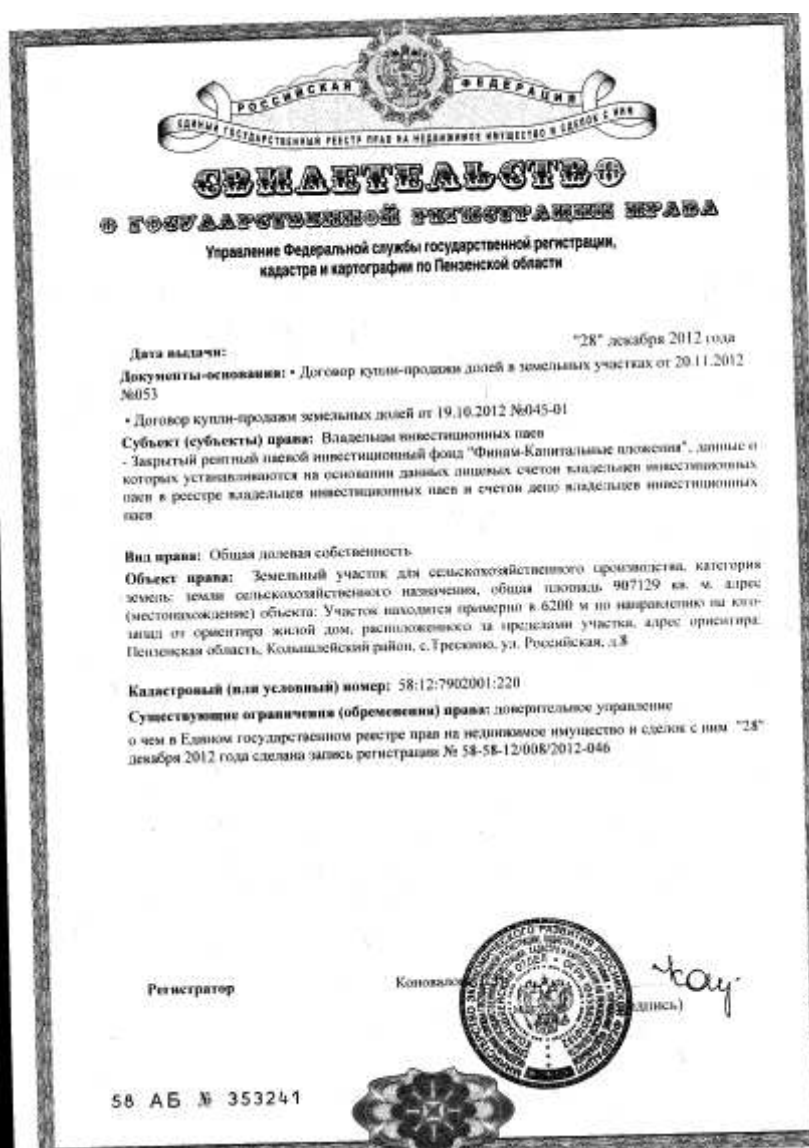 РОССИЙСКАЯ ФЕДЕРАЦИЯ
ЕДИНЫЙ ГОСУДАРСТВЕННЫЙ РЕЕСТР ПРАВ НА НЕДВИЖИМОЕ ИМУЩЕСТВО И СДЕЛОК С НИМ
СВИДЕТЕЛЬСТВО
О ГОСУДАРСТВЕННОЙ РЕГИСТРАЦИИ ПРАВА
Управление Федеральной службы государственной регистрации,
кадастра и картографии по Пензенской области
Дата выдачи: "28" декабря 2012 года
Документы-основания: • Договор купли-продажи долей в земельных участках от 20.11.2012
№053
• Договор купли-продажи земельных долей от 19.10.2012 №045-01
Субъект (субъекты) права: Владельцы инвестиционных паев
- Закрытый рентный паевой инвестиционный фонд "Финам-Капитальные вложения", данные о
которых устанавливаются на основании данных лицевых счетов владельцев инвестиционных
паев в реестре владельцев инвестиционных паев и счетов депо владельцев инвестиционных
паев
Вид права: Общая долевая собственность
Объект права: Земельный участок для сельскохозяйственного производства, категория
земель: земли сельскохозяйственного назначения, общая площадь 907129 кв. м, адрес
(местонахождение) объекта: Участок находится примерно в 6200 м по направлению на юго-
запад от ориентира жилой дом, расположенного за пределами участка, адрес ориентира:
Пензенская область, Колышлейский район, с.Трескино, ул. Российская, д.8
Кадастровый (или условный) номер: 58:12:7902001:220
Существующие ограничения (обременения) права: доверительное управление
о чем в Едином государственном реестре прав на недвижимое имущество и сделок с ним "28"
декабря 2012 года сделана запись регистрации № 58-58-12/008/2012-046
Регистратор
58 АБ № 353241